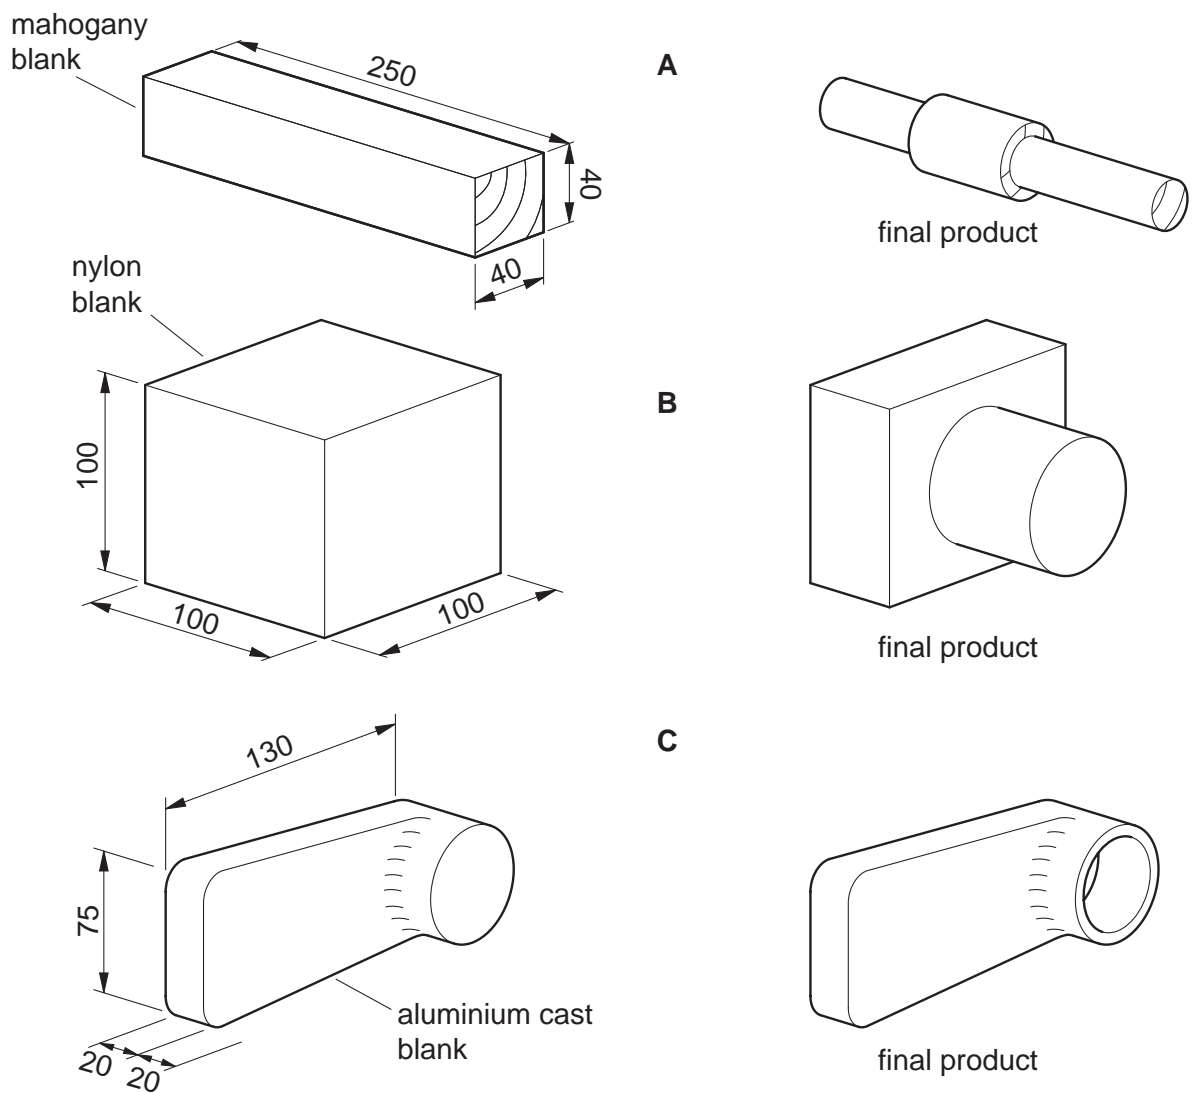 mahogany
blank
250
A
40
40
final product
nylon
blank
100
B
100
100
final product
130
C
75
aluminium cast
blank
20
20
final product